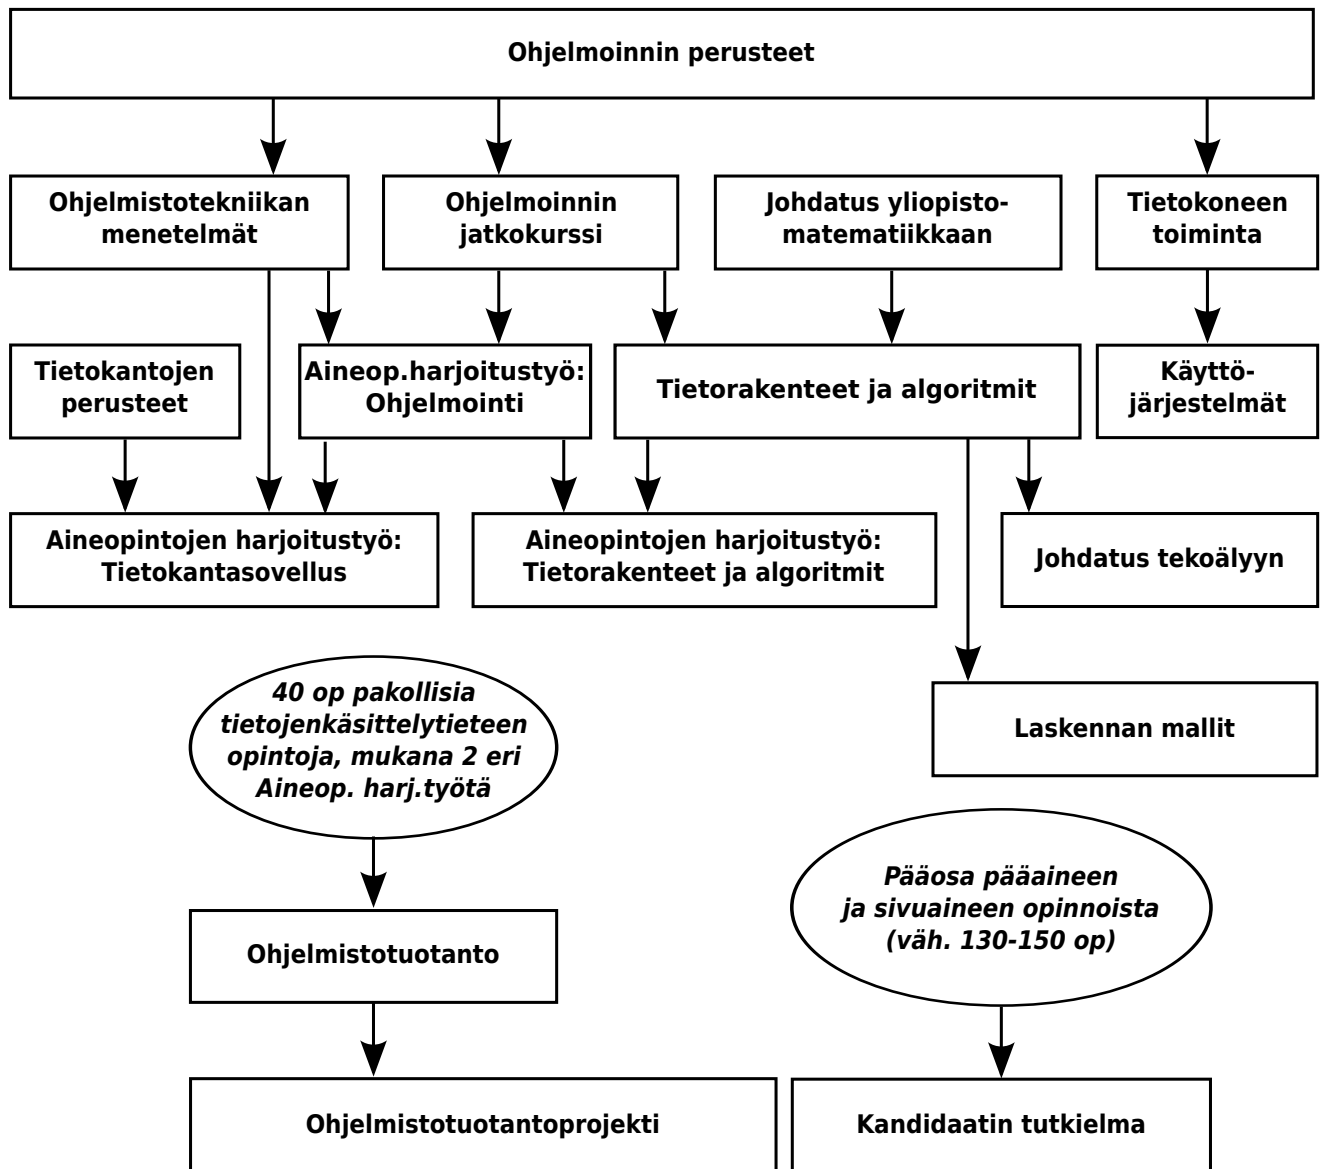 Ohjelmoinnin perusteet
Ohjelmistotekniikan
menetelmät
Ohjelmoinnin
jatkokurssi
Johdatus yliopisto-
matematiikkaan
Tietokoneen
toiminta
Tietokantojen
perusteet
Aineop.harjoitustyö:
Ohjelmointi
Tietorakenteet ja algoritmit
Käyttö-
järjestelmät
Aineopintojen harjoitustyö:
Tietokantasovellus
Aineopintojen harjoitustyö:
Tietorakenteet ja algoritmit
Johdatus tekoälyyn
40 op pakollisia
tietojenkäsittelytieteen
opintoja, mukana 2 eri
Aineop. harj.työtä
Laskennan mallit
Pääosa pääaineen
ja sivuaineen opinnoista
(väh. 130-150 op)
Ohjelmistotuotanto
Ohjelmistotuotantoprojekti
Kandidaatin tutkielma